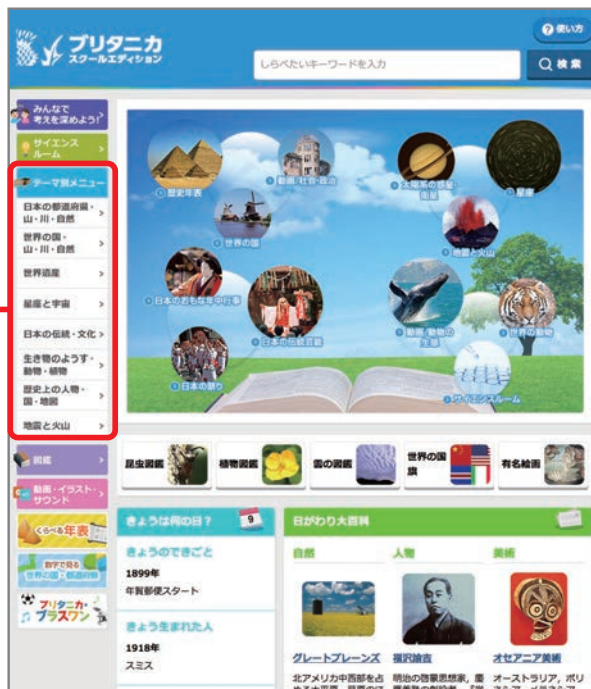 ブリタニカ
スクールエディション
使い方
しらべたいキーワードを入力
検索
みんなで
考えを深めよう!
サイエンス
ルーム
テーマ別メニュー
日本の都道府県・
山・川・自然
世界の国・
山・川・自然
世界遺産
星座と宇宙
日本の伝統・文化
生き物のようす・
動物・植物
歴史上の人物・
国・地図
地震と火山
図鑑
動画・イラスト・
サウンド
くらべる年表
数字で見る
世界の国・都道府県
ブリタニカ・
プラスワン
歴史年表
動画/社会・政治
太陽系の惑星・
衛星
星座
世界の国
地震と火山
日本のおもな年中行事
日本の伝統芸能
動画/動物の
生態
世界の動物
日本の祭り
サイエンスルーム
昆虫図鑑
植物図鑑
雲の図鑑
世界の国
旗
有名絵画
きょうは何の日?
9
きょうのできごと
1899年
年賀郵便スタート
きょう生まれた人
1918年
スミス
日がわり大百科
自然
人物
美術
グレートプレーンズ
福沢諭吉
オセアニア美術
北アメリカ中西部を占
明治の啓蒙思想家，慶
オーストラリア，ポリ